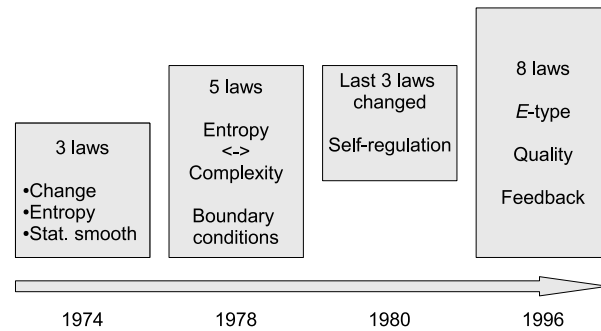 3 laws
•Change
•Entropy
•Stat. smooth
5 laws
Entropy
<->
Complexity
Boundary
conditions
Last 3 laws
changed
Self-regulation
8 laws
E-type
Quality
Feedback
1974
1978
1980
1996